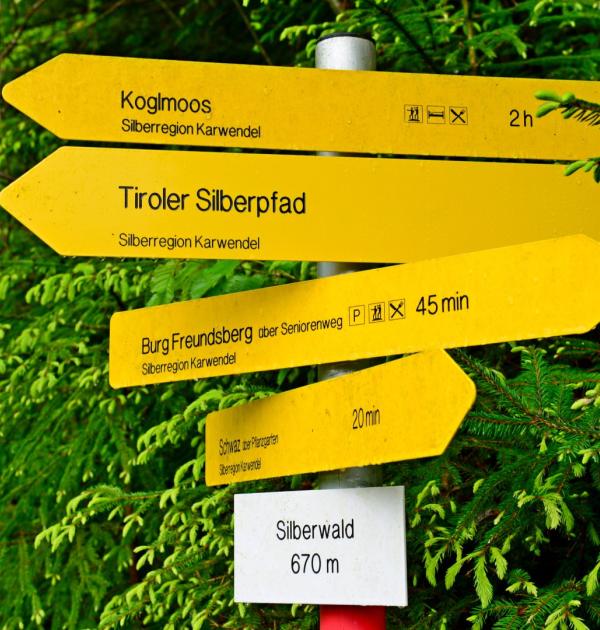 Koglmoos 2 h
Silberregion Karwendel
Tiroler Silberpfad
Silberregion Karwendel
Burg Freundsberg über Seniorenweg P 45 min
Silberregion Karwendel
Schwaz über Pflanzgarten 20 min
Silberregion Karwendel
Silberwald
670 m